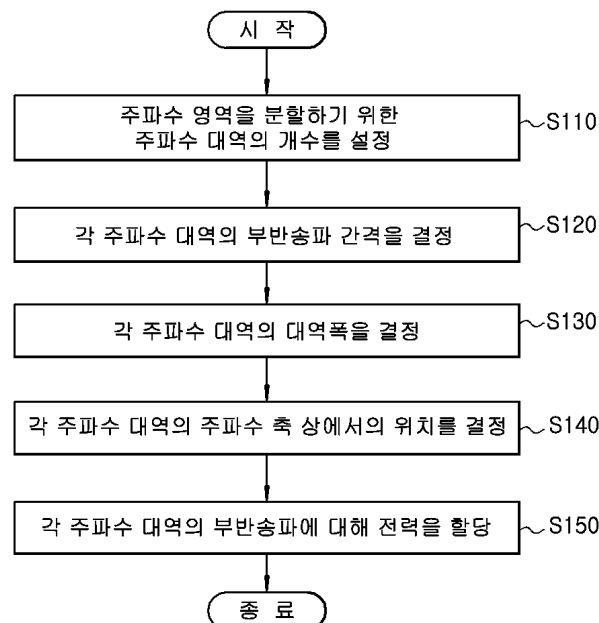 시 작
주파수 영역을 분할하기 위한
주파수 대역의 개수를 설정
S110
각 주파수 대역의 부반송파 간격을 결정
S120
각 주파수 대역의 대역폭을 결정
S130
각 주파수 대역의 주파수 축 상에서의 위치를 결정
S140
각 주파수 대역의 부반송파에 대해 전력을 할당
S150
종 료